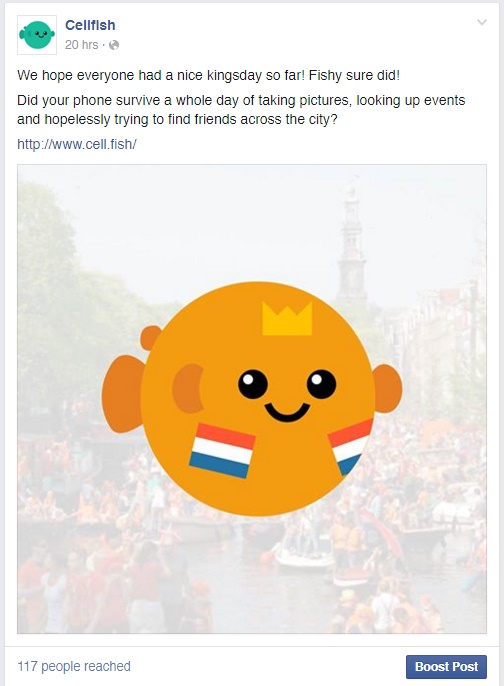 Cellfish
20 hrs ·
We hope everyone had a nice kingsday so far! Fishy sure did!
Did your phone survive a whole day of taking pictures, looking up events
and hopelessly trying to find friends across the city?
http://www.cell.fish/
117 people reached
Boost Post